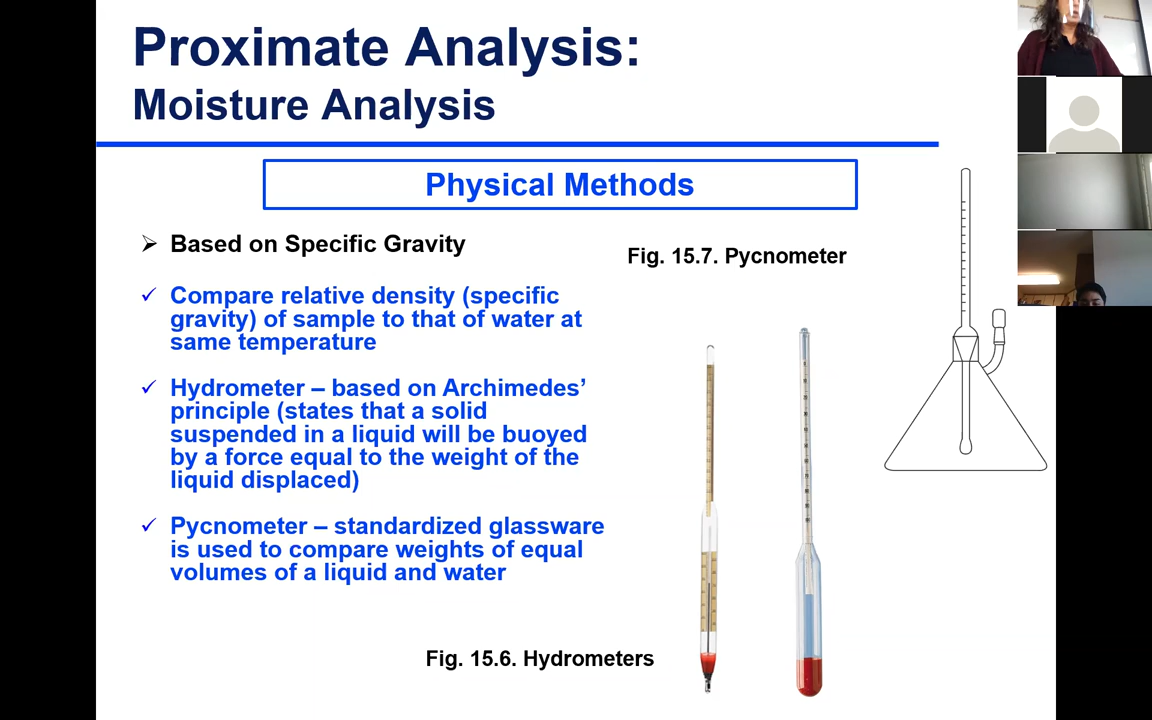 Proximate Analysis:
Moisture Analysis
Physical Methods
➢ Based on Specific Gravity
Fig. 15.7. Pycnometer
✓ Compare relative density (specific
gravity) of sample to that of water at
same temperature
✓ Hydrometer – based on Archimedes’
principle (states that a solid
suspended in a liquid will be buoyed
by a force equal to the weight of the
liquid displaced)
✓ Pycnometer – standardized glassware
is used to compare weights of equal
volumes of a liquid and water
Fig. 15.6. Hydrometers